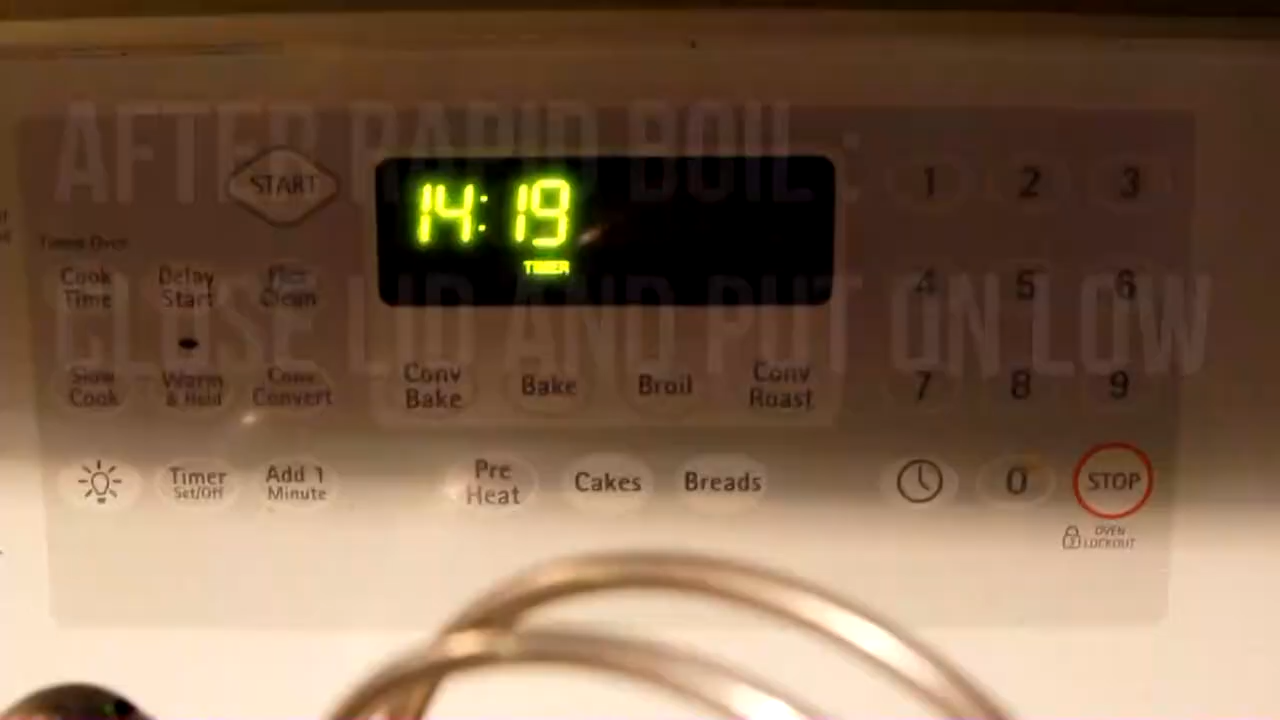 AFTER RAPID BOIL :
CLOSE LID AND PUT ON LOW
START
14:19
TIMER
1 2 3
Timed Oven
Cook Time
Delay Start
Clean
4 5 6
Slow Cook
Warm & Hold
Conv Convert
Conv Bake
Bake
Broil
Conv Roast
7 8 9
Timer Set/Off
Add 1 Minute
Pre Heat
Cakes
Breads
0
STOP
OVEN LOCKOUT